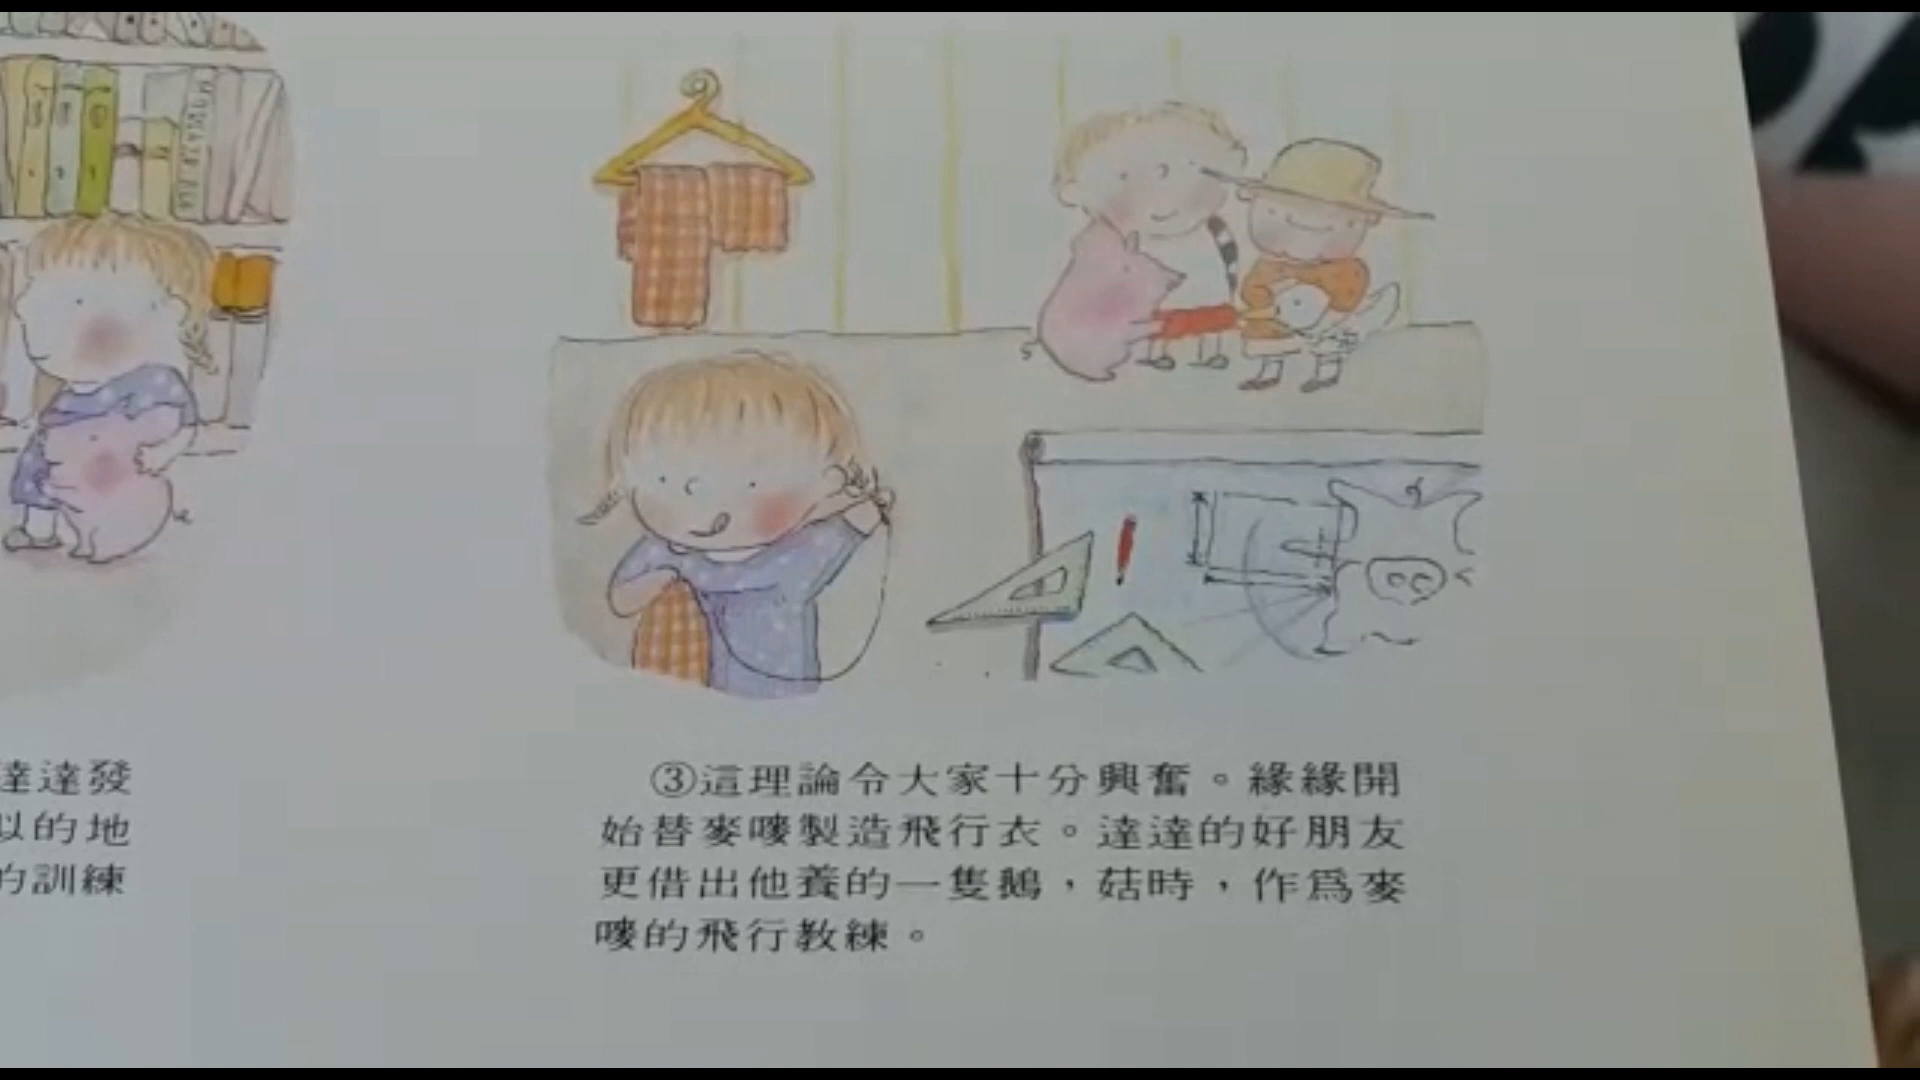 達達發
以的地
的訓練
③這理論令大家十分興奮。緣緣開
始替麥嘜製造飛行衣。達達的好朋友
更借出他養的一隻鵝，菇時，作爲麥
嘜的飛行教練。